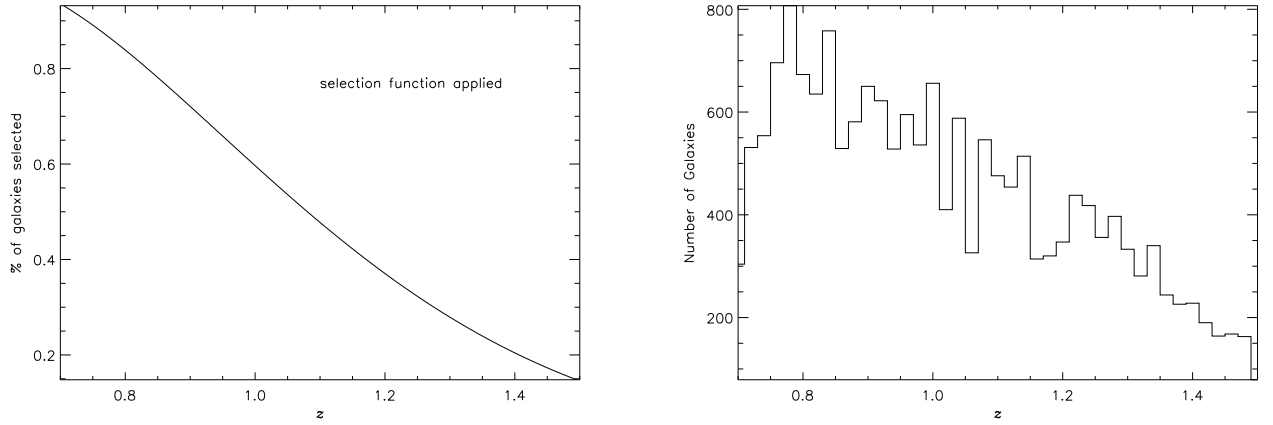 0.8
0.6
0.4
0.2
% of galaxies selected
selection function applied
0.8 1.0 1.2 1.4
z
800
600
400
200
Number of Galaxies
0.8 1.0 1.2 1.4
z